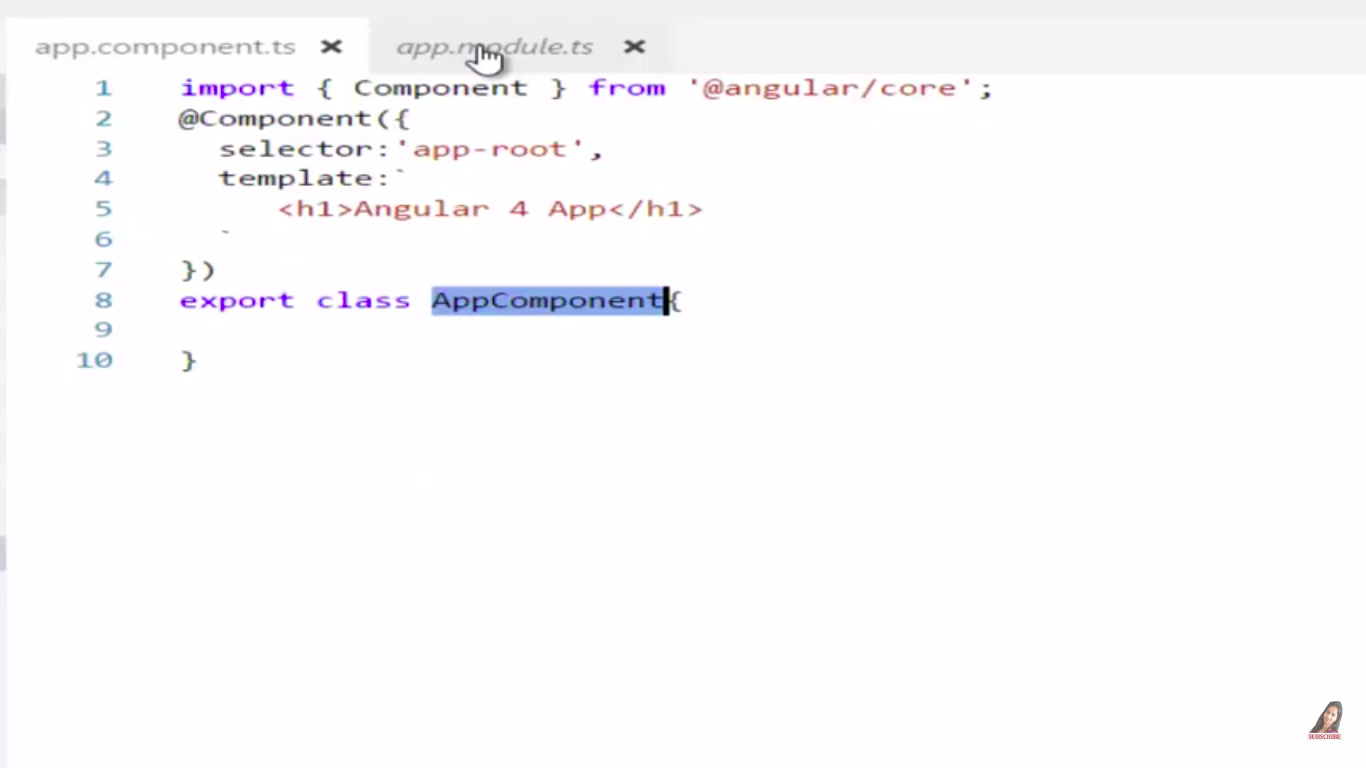 app.component.ts ✖ app.module.ts ✖
1 import { Component } from '@angular/core';
2 @Component({
3 selector:'app-root',
4 template:`
5 <h1>Angular 4 App</h1>
6 `
7 })
8 export class AppComponent{
9
10 }
SUBSCRIBE